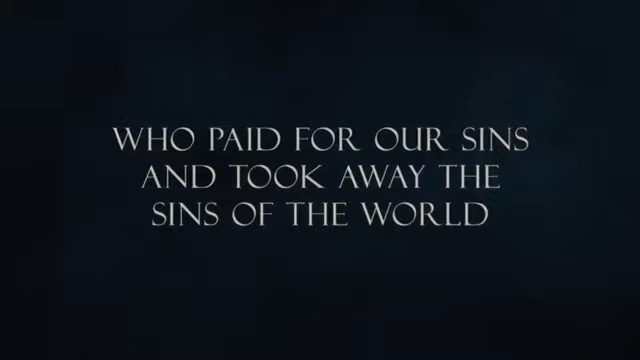 WHO PAID FOR OUR SINS
AND TOOK AWAY THE
SINS OF THE WORLD